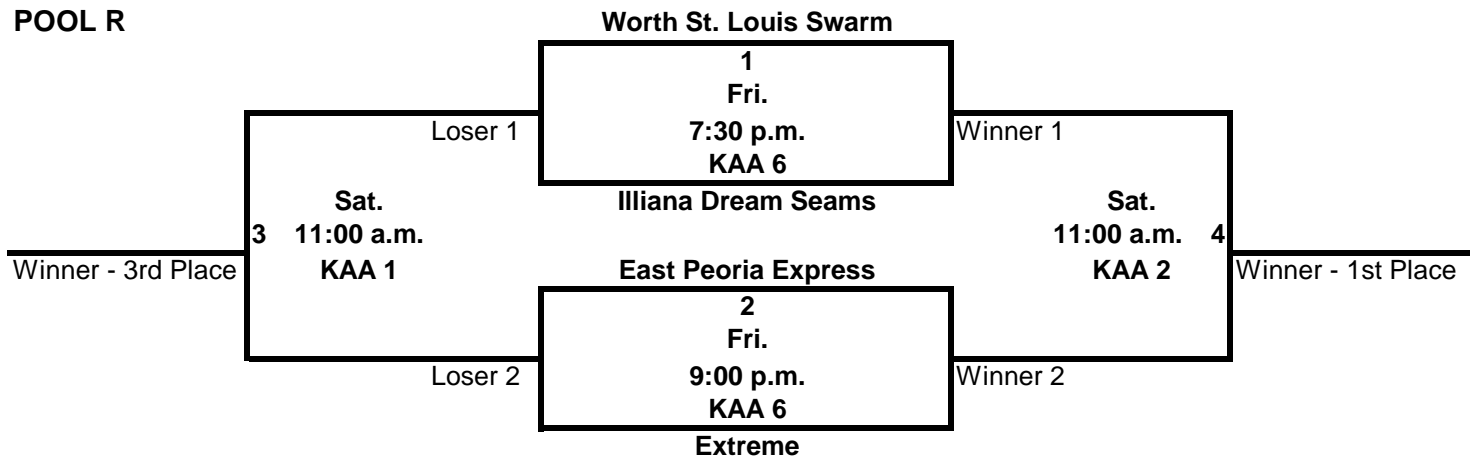 POOL R
Worth St. Louis Swarm
1
Fri.
Loser 1
7:30 p.m.
Winner 1
KAA 6
Illiana Dream Seams
Sat.
3 11:00 a.m.
KAA 1
Winner - 3rd Place
Sat.
11:00 a.m. 4
KAA 2
Winner - 1st Place
East Peoria Express
2
Fri.
Loser 2
9:00 p.m.
Winner 2
KAA 6
Extreme